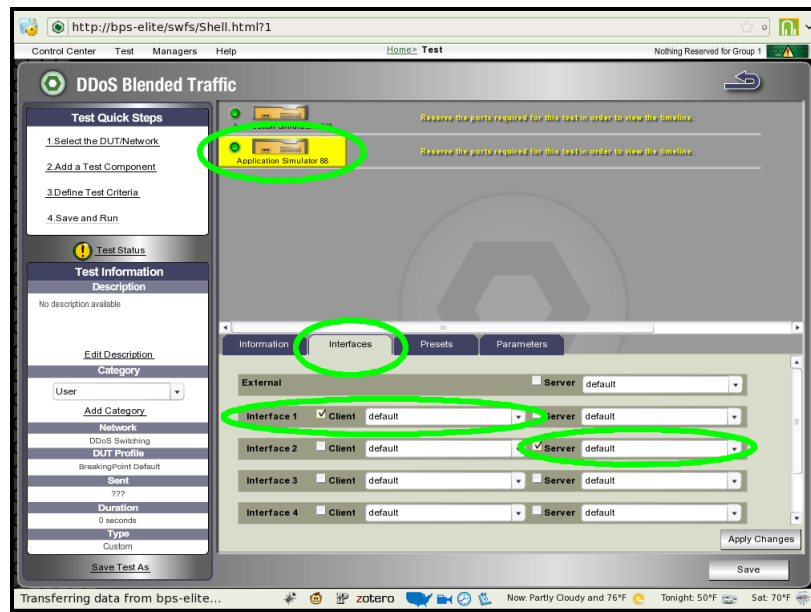 http://bps-elite/swfs/Shell.html?1
Control Center Test Managers Help
Home> Test
Nothing Reserved for Group 1
DDoS Blended Traffic
Test Quick Steps
1.Select the DUT/Network
2.Add a Test Component
3.Define Test Criteria
4.Save and Run
Test Status
Test Information
Description
No description available
Edit Description
Category
User
Add Category
Network
DDoS Switching
DUT Profile
BreakingPoint Default
Sent
???
Duration
0 seconds
Type
Custom
Save Test As
Reserve the ports required for this test in order to view the timeline.
Application Simulator 88
Reserve the ports required for this test in order to view the timeline.
Information Interfaces Presets Parameters
External Server default
Interface 1 Client default Server default
Interface 2 Client default Server default
Interface 3 Client default Server default
Interface 4 Client default Server default
Apply Changes
Save
Transferring data from bps-elite...
zotero
Now: Partly Cloudy and 76°F
Tonight: 50°F
Sat: 70°F